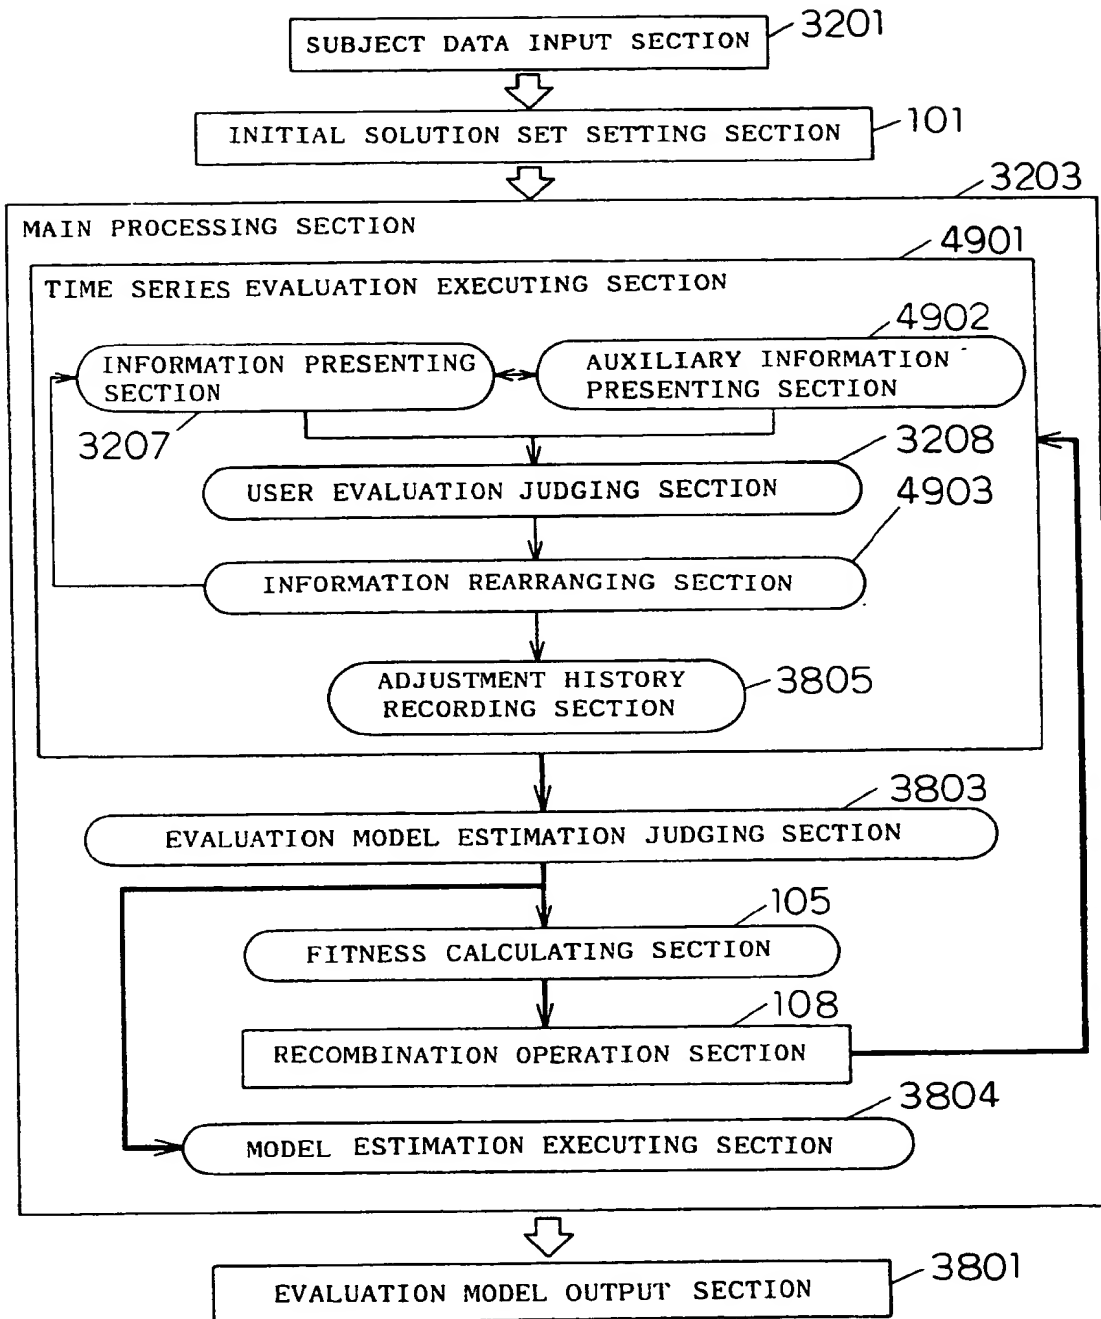 SUBJECT DATA INPUT SECTION
3201
INITIAL SOLUTION SET SETTING SECTION
101
3203
MAIN PROCESSING SECTION
4901
TIME SERIES EVALUATION EXECUTING SECTION
4902
INFORMATION PRESENTING
SECTION
AUXILIARY INFORMATION
PRESENTING SECTION
3207
3208
USER EVALUATION JUDGING SECTION
4903
INFORMATION REARRANGING SECTION
ADJUSTMENT HISTORY
RECORDING SECTION
3805
3803
EVALUATION MODEL ESTIMATION JUDGING SECTION
105
FITNESS CALCULATING SECTION
108
RECOMBINATION OPERATION SECTION
3804
MODEL ESTIMATION EXECUTING SECTION
EVALUATION MODEL OUTPUT SECTION
3801